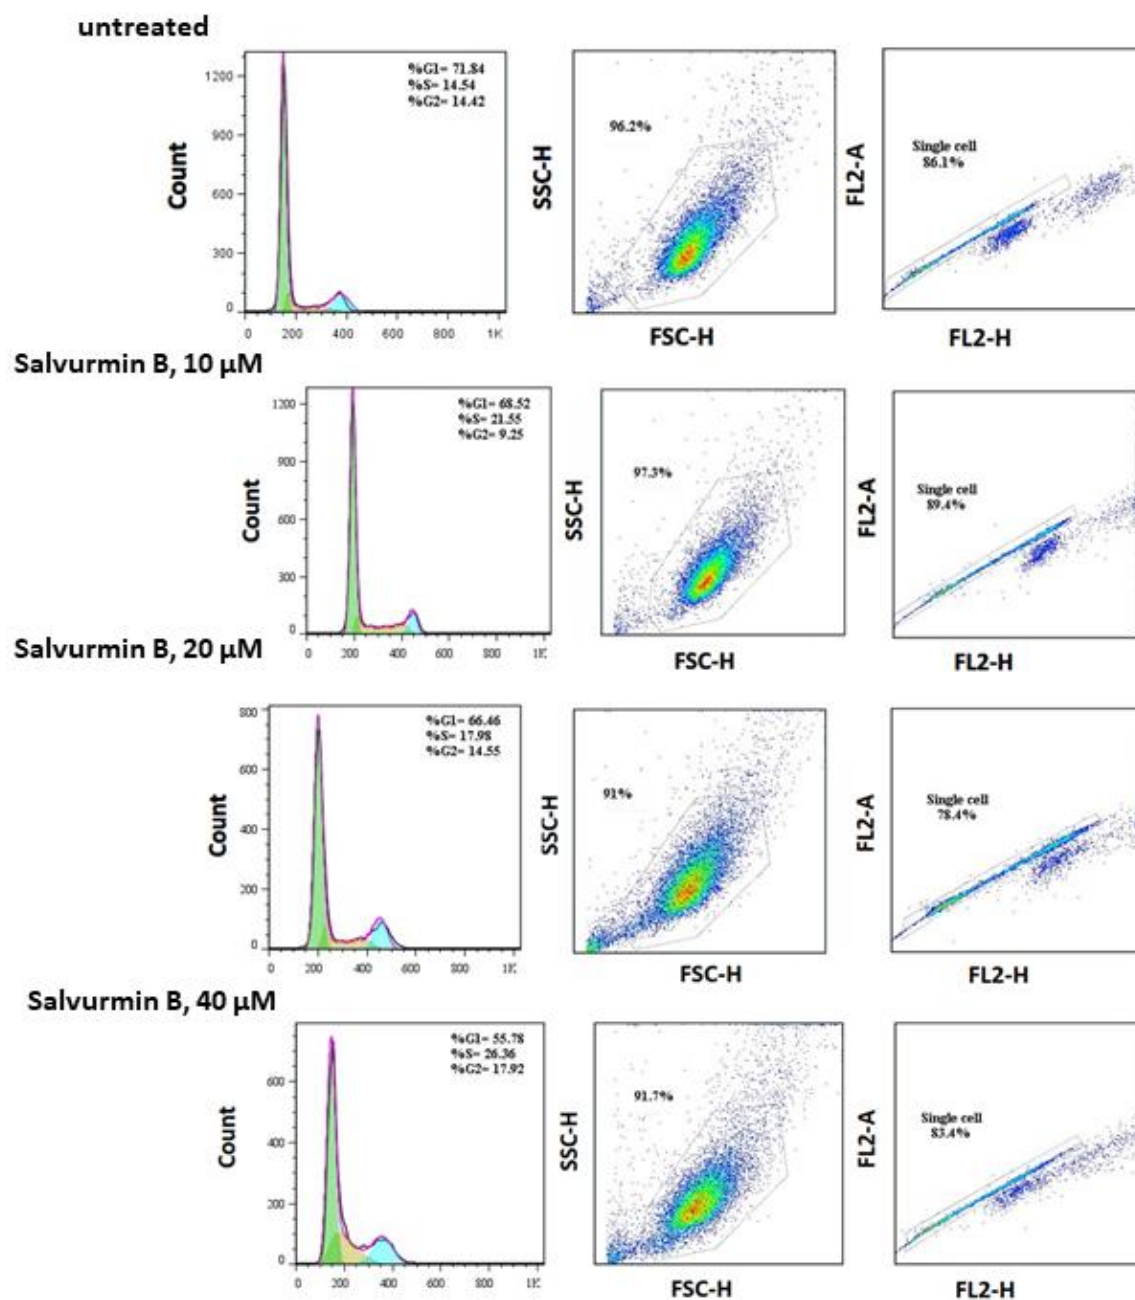 untreated
1200
900
600
300
0
Count
%G1= 71.84
%S= 14.54
%G2= 14.42
0 200 400 600 800 1K
SSC-H
96.2%
FSC-H
FL2-A
Single cell
86.1%
FL2-H
Salvurmin B, 10 µM
1200
900
600
300
0
Count
%G1= 68.52
%S= 21.55
%G2= 9.25
0 200 400 600 800 1K
SSC-H
97.3%
FSC-H
FL2-A
Single cell
89.4%
FL2-H
Salvurmin B, 20 µM
800
600
400
200
0
Count
%G1= 66.46
%S= 17.98
%G2= 14.55
0 200 400 600 800 1K
SSC-H
91%
FSC-H
FL2-A
Single cell
78.4%
FL2-H
Salvurmin B, 40 µM
600
400
200
0
Count
%G1= 55.78
%S= 26.36
%G2= 17.92
0 200 400 600 800 1K
SSC-H
91.7%
FSC-H
FL2-A
Single cell
83.4%
FL2-H